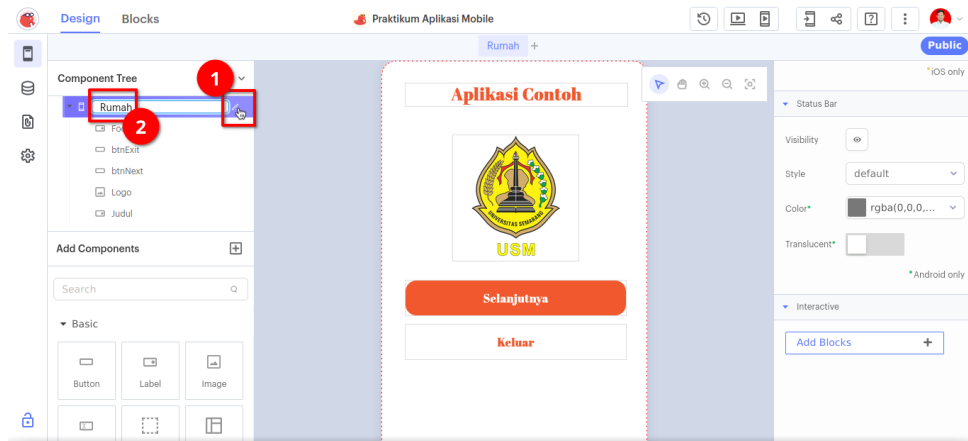 Design
Blocks
Praktikum Aplikasi Mobile
Rumah +
Public
Component Tree
1
Rumah
2
Fo
btnExit
btnNext
Logo
Judul
Add Components
Search
Basic
Button
Label
Image
Aplikasi Contoh
UNIVERSITAS SEMARANG
USM
Selanjutnya
Keluar
*iOS only
Status Bar
Visibility
Style
default
Color*
rgba(0,0,0,...
Translucent*
*Android only
Interactive
Add Blocks +